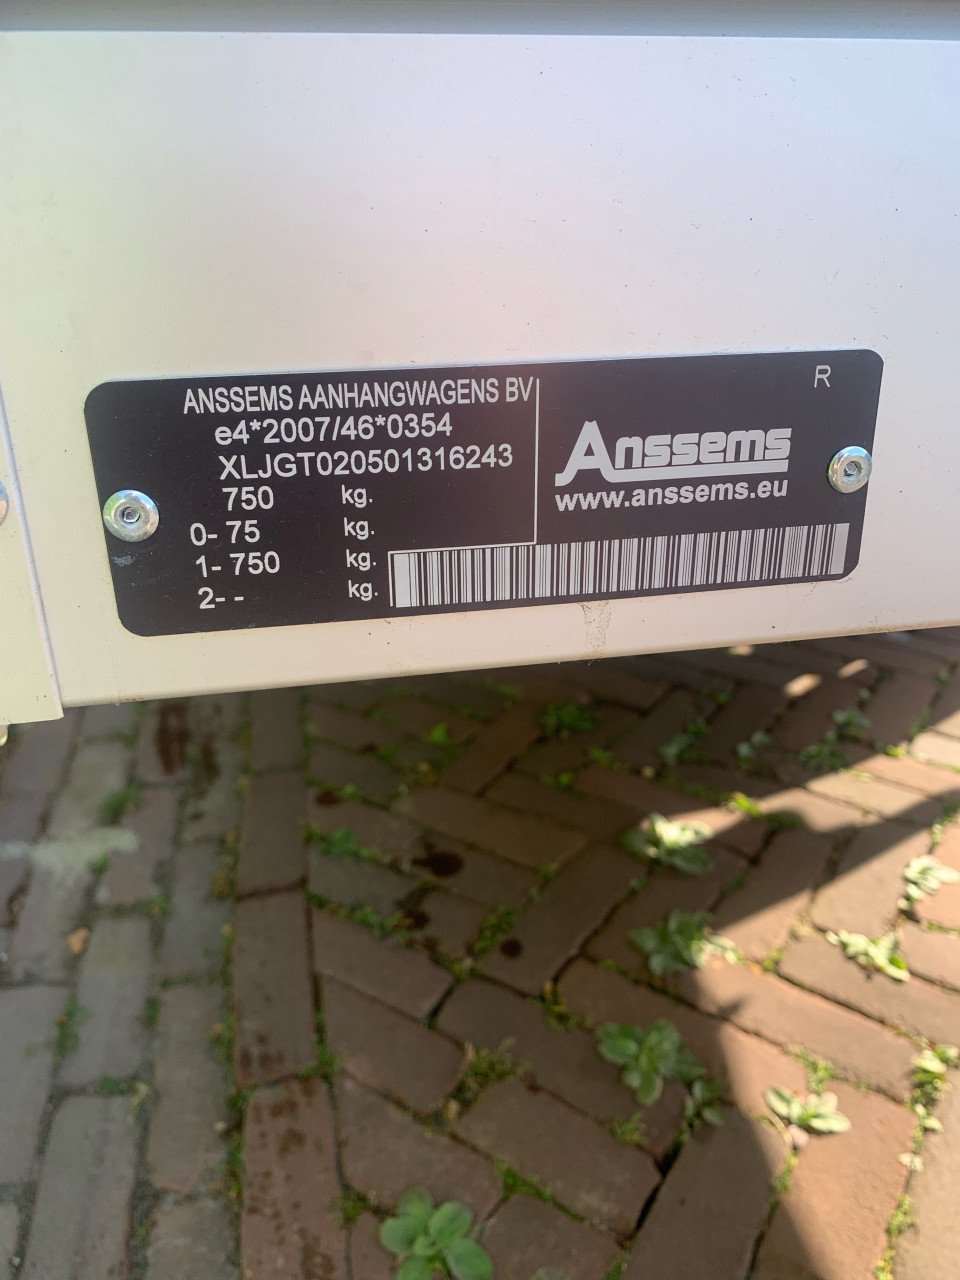 ANSSEMS AANHANGWAGENS BV
e4*2007/46*0354
XLJGT020501316243
750 kg.
0- 75 kg.
1- 750 kg.
2- - kg.
R
Anssems
www.anssems.eu